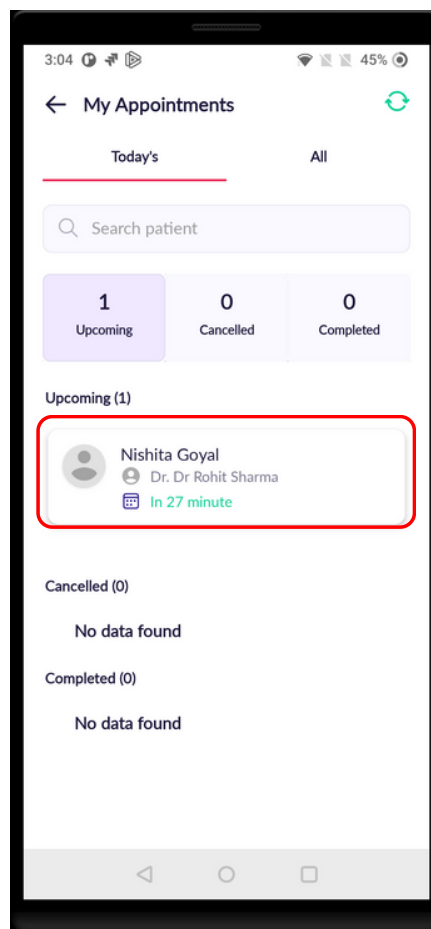 3:04
45%
My Appointments
Today's All
Search patient
1 0 0
Upcoming Cancelled Completed
Upcoming (1)
Nishita Goyal
Dr. Dr Rohit Sharma
In 27 minute
Cancelled (0)
No data found
Completed (0)
No data found